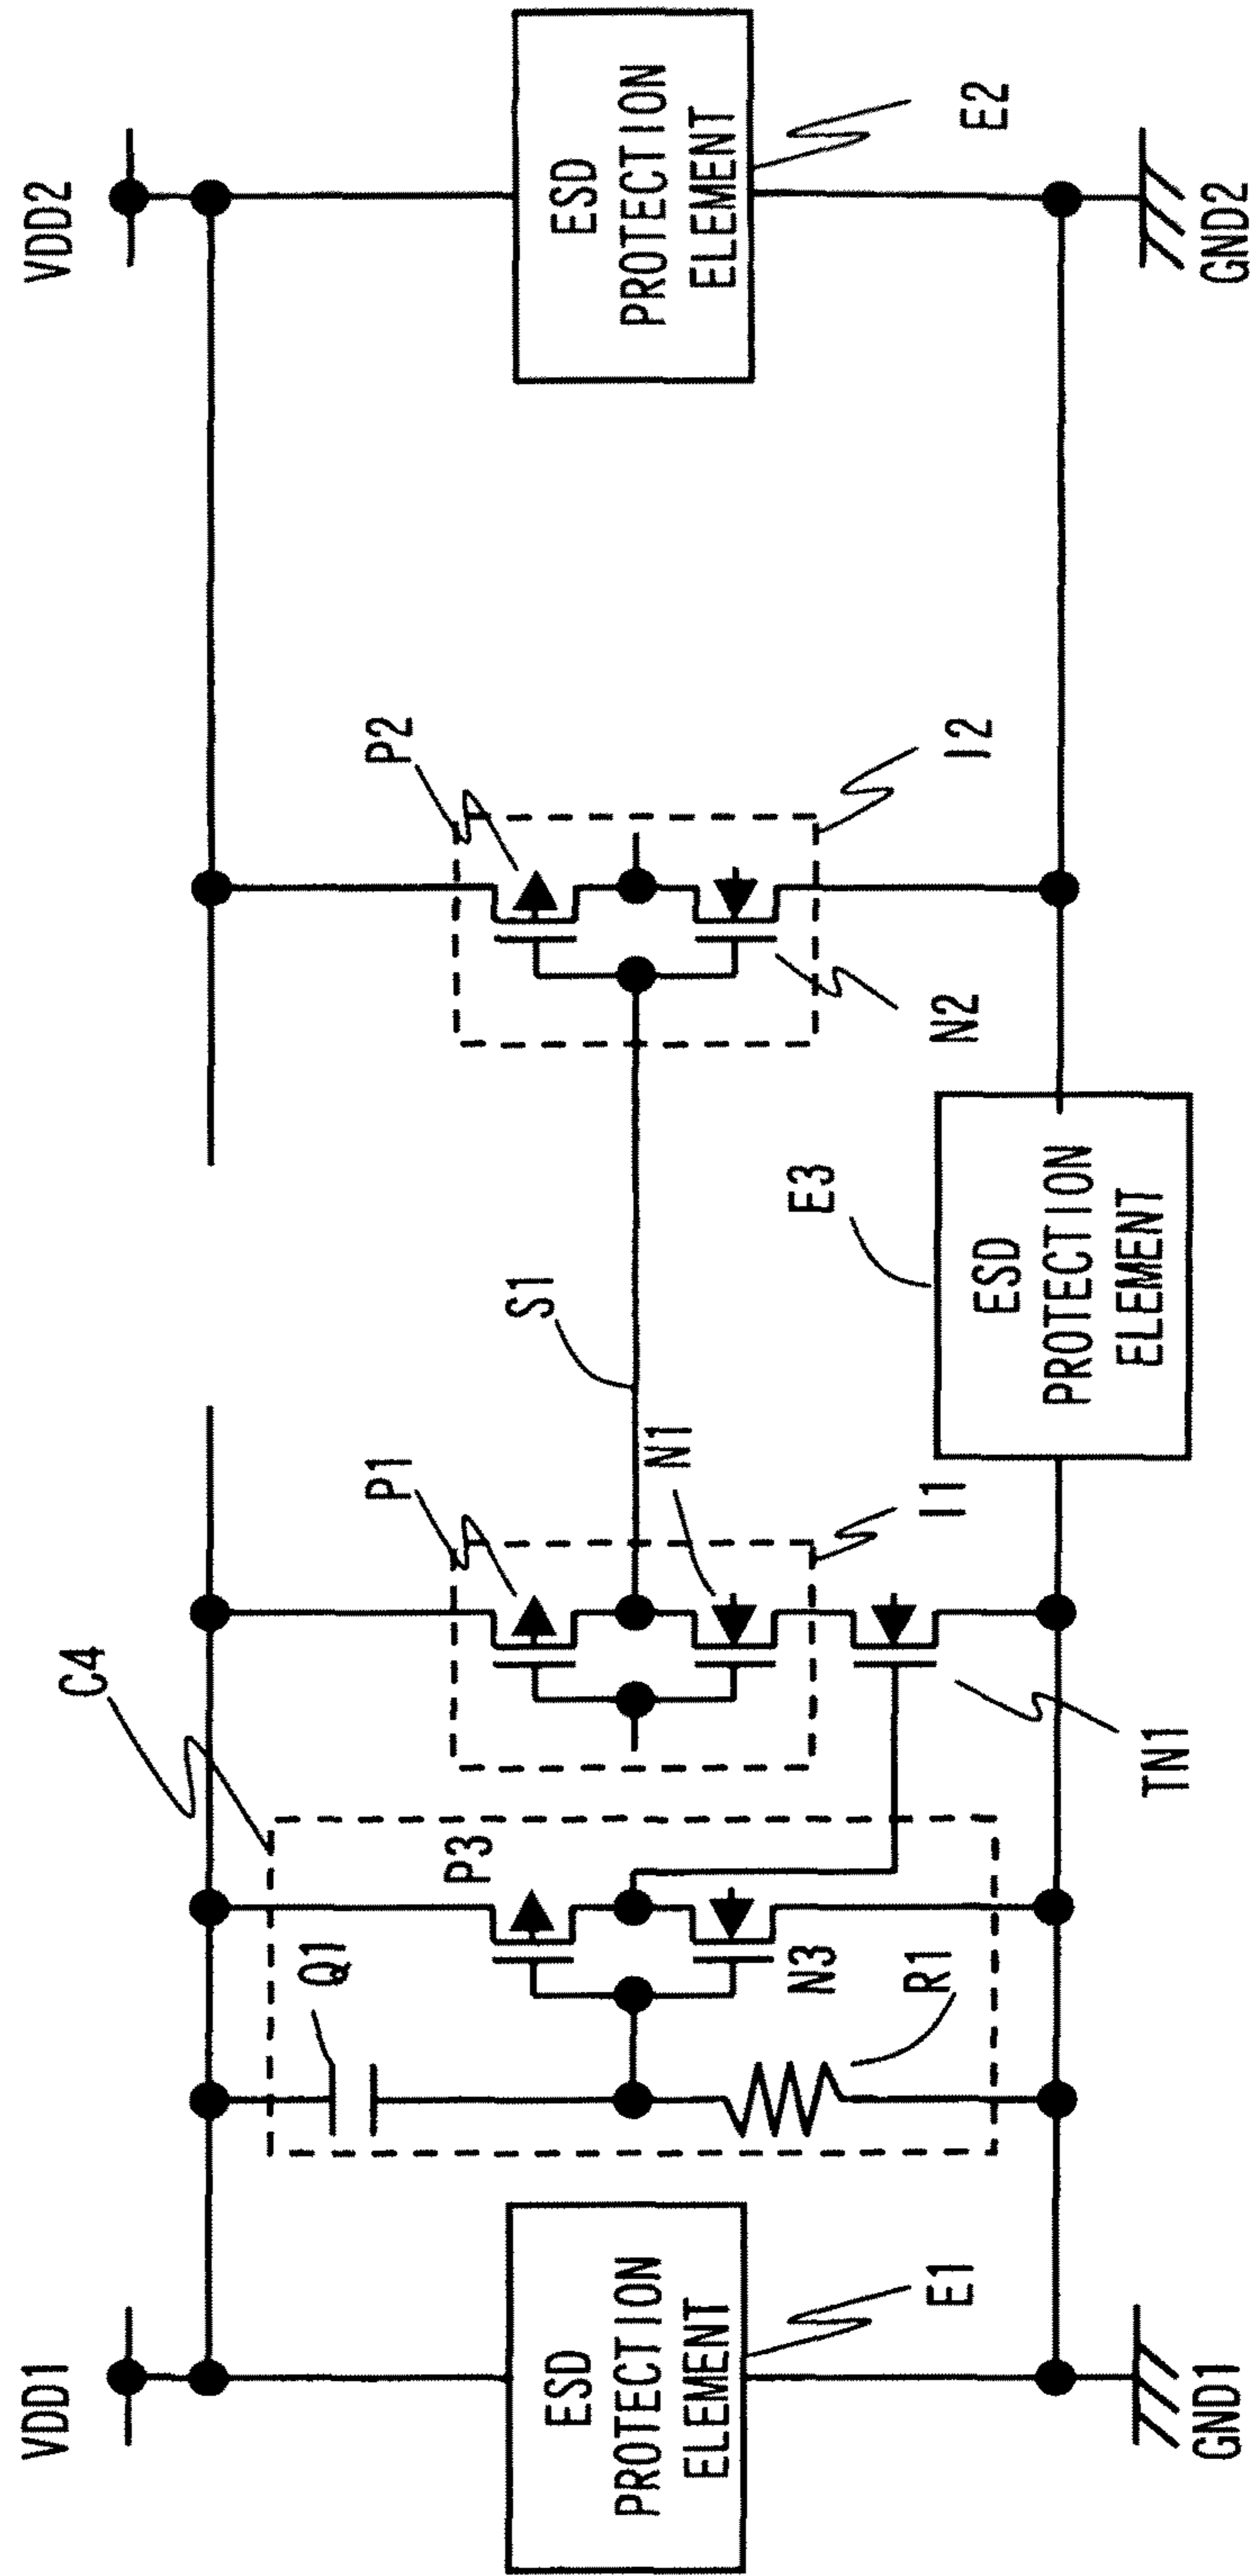 VDD1
VDD2
C4
P1
P2
Q1
P3
S1
ESD
PROTECTION
ELEMENT
ESD
PROTECTION
ELEMENT
N1
N3
E3
R1
I1
N2
I2
E1
E2
ESD
PROTECTION
ELEMENT
TN1
GND1
GND2